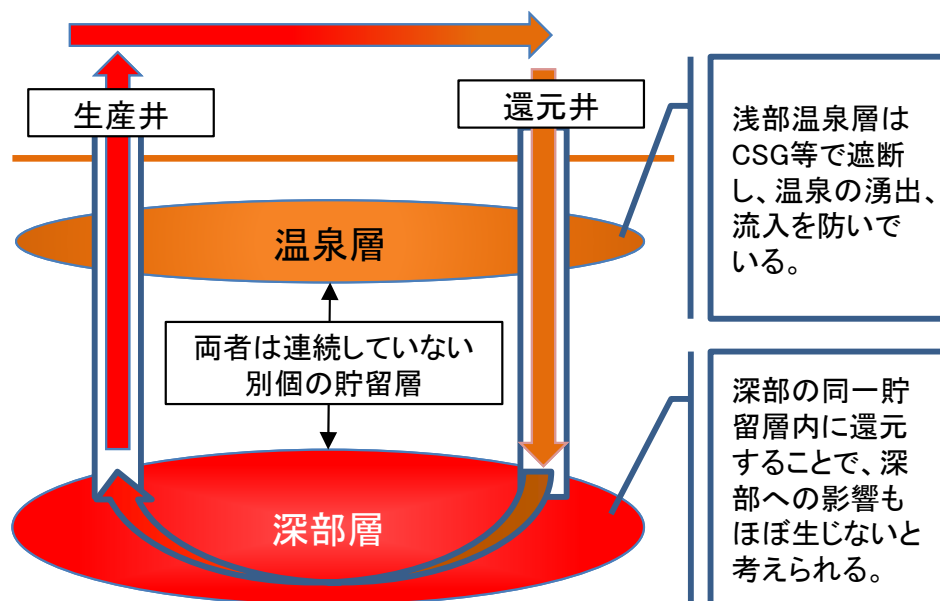 生産井
還元井
温泉層
両者は連続していない
別個の貯留層
深部層
浅部温泉層は
CSG等で遮断
し、温泉の湧出、
流入を防いで
いる。
深部の同一貯
留層内に還元
することで、深
部への影響も
ほぼ生じないと
考えられる。